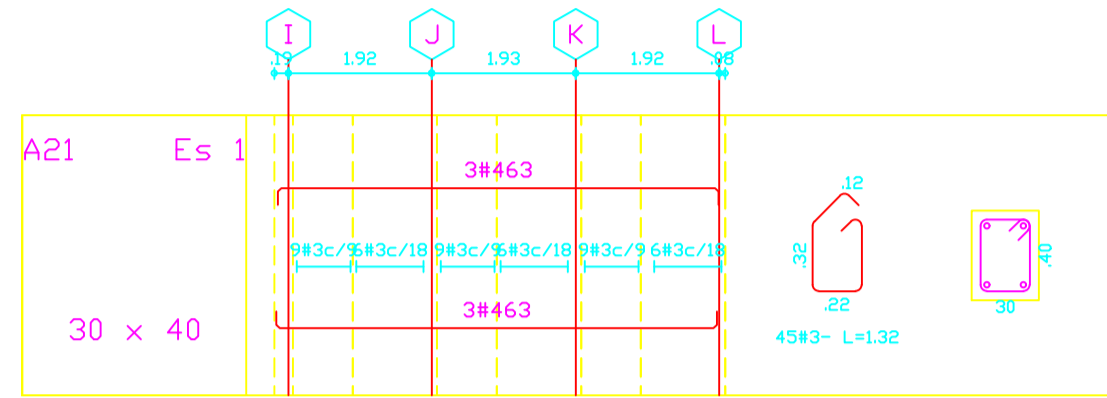 I J K L
.19 1.92 1.93 1.92 .08
A21 Es 1
3#463
.12
9#3c/9 6#3c/18 9#3c/9 6#3c/18 9#3c/9 6#3c/18
.32
.40
.22
30
3#463
30 x 40
45#3- L=1.32